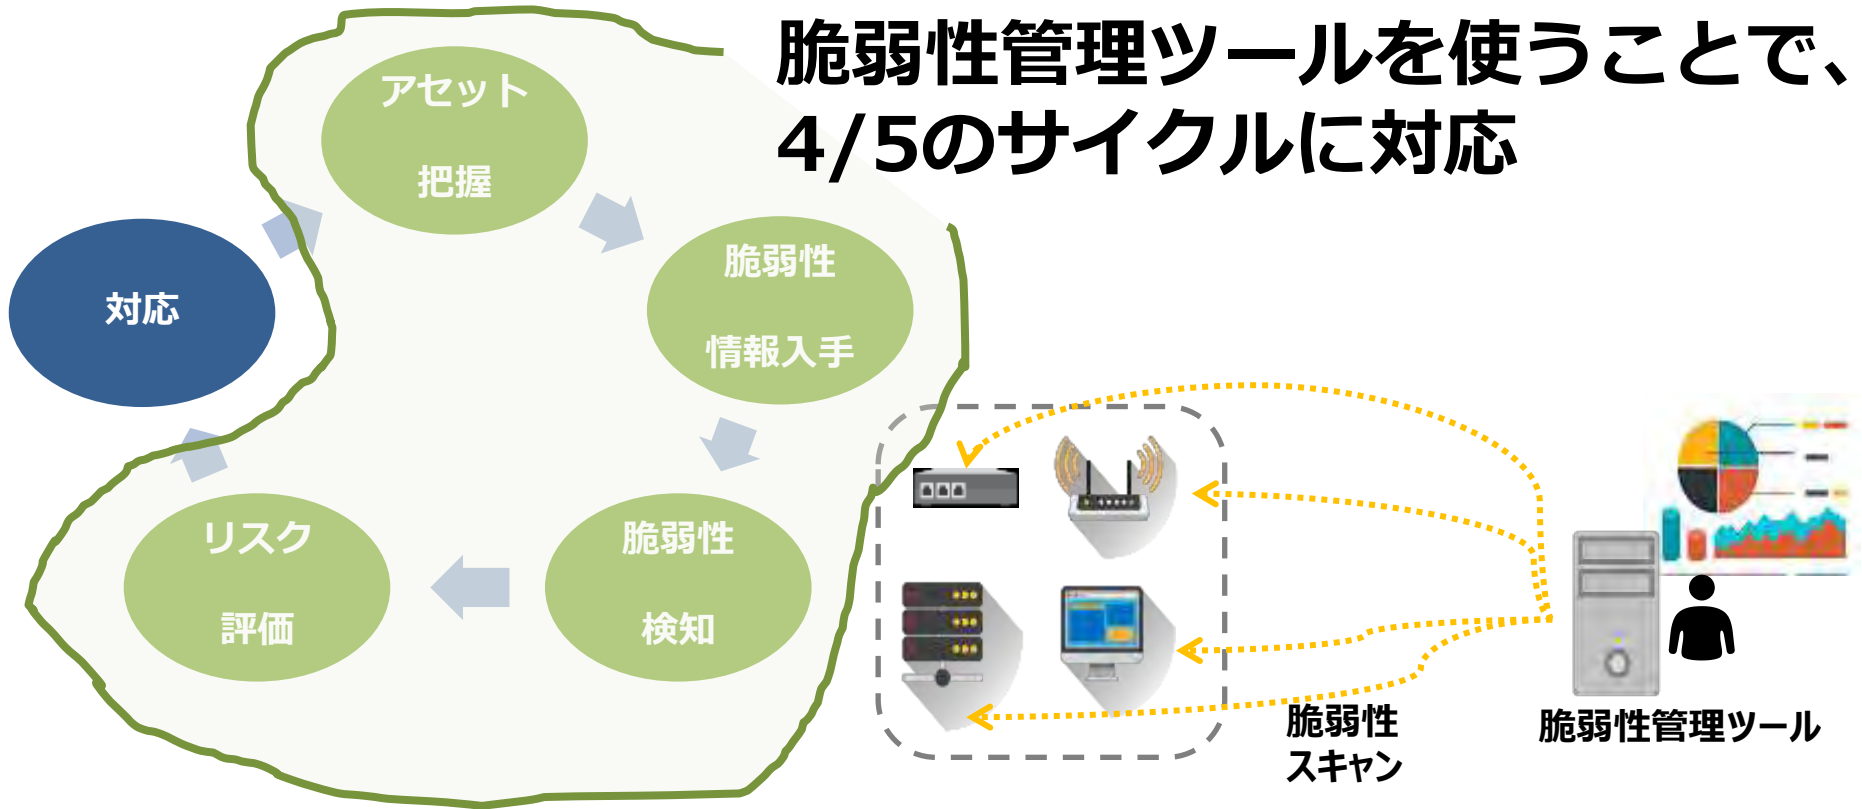 脆弱性管理ツールを使うことで、
4/5のサイクルに対応
アセット
把握
脆弱性
情報入手
対応
リスク
評価
脆弱性
検知
脆弱性
スキャン
脆弱性管理ツール